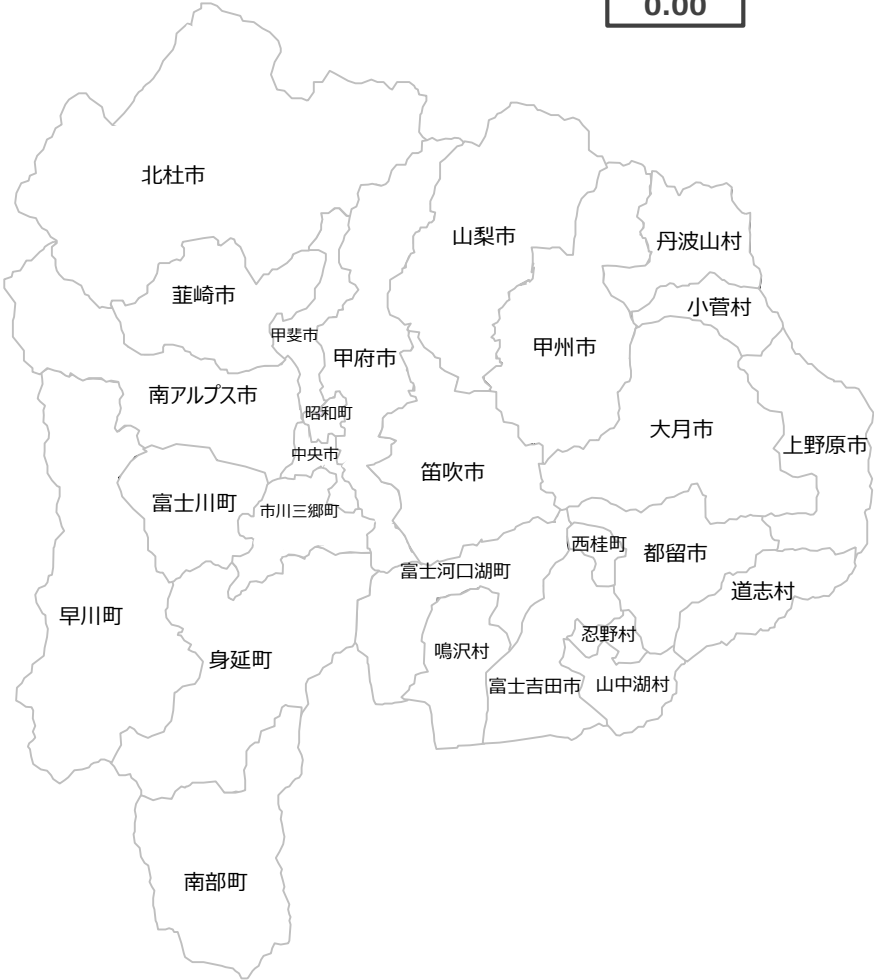 0.00
北杜市
山梨市
丹波山村
韮崎市
小菅村
甲斐市
甲府市
甲州市
南アルプス市
昭和町
大月市
上野原市
中央市
笛吹市
富士川町
市川三郷町
西桂町
都留市
富士河口湖町
道志村
早川町
忍野村
鳴沢村
身延町
富士吉田市
山中湖村
南部町